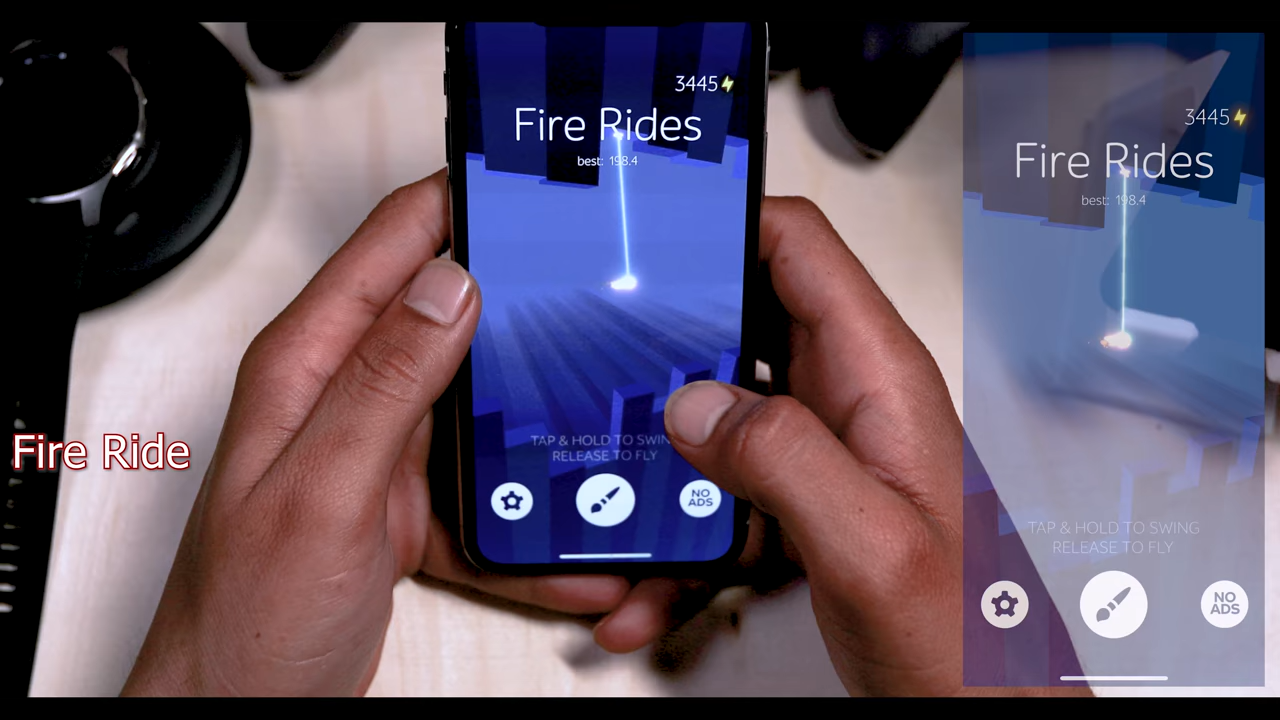 3445
Fire Rides
best: 198.4
TAP & HOLD TO SWIN
RELEASE TO FLY
NO
ADS
Fire Ride
3445
Fire Rides
best: 198.4
TAP & HOLD TO SWING
RELEASE TO FLY
NO
ADS